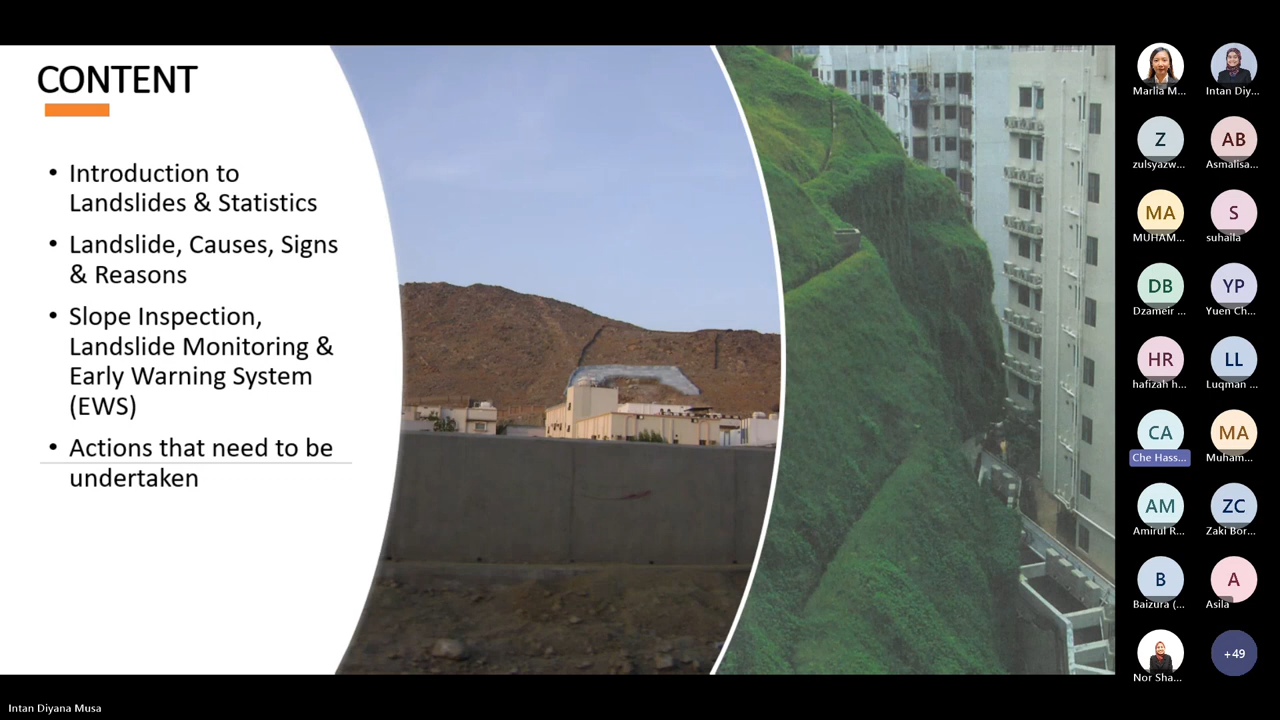 CONTENT
• Introduction to
Landslides & Statistics
• Landslide, Causes, Signs
& Reasons
• Slope Inspection,
Landslide Monitoring &
Early Warning System
(EWS)
• Actions that need to be
undertaken
Marlia M...
Intan Diy...
Z
zulsyazw...
AB
Asmalisa...
MA
MUHAM...
S
suhaila
DB
Dzameir ...
YP
Yuen Ch...
HR
hafizah h...
LL
Luqman ...
CA
Che Hass...
MA
Muham...
AM
Amirul R...
ZC
Zaki Bor...
B
Baizura (...
A
Asila
Nor Sha...
+49
Intan Diyana Musa